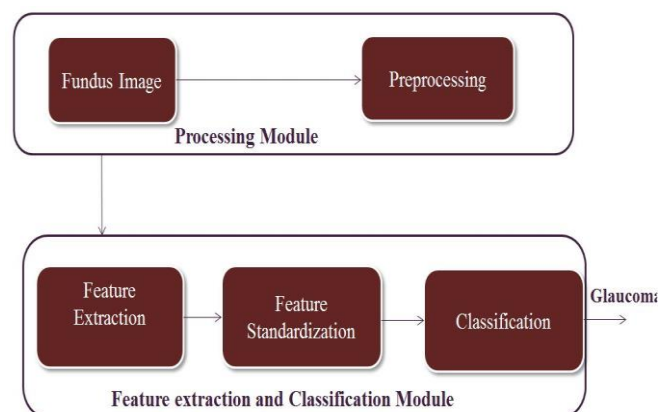 Fundus Image
Preprocessing
Processing Module
Feature
Extraction
Feature
Standardization
Classification
Glaucoma
Feature extraction and Classification Module